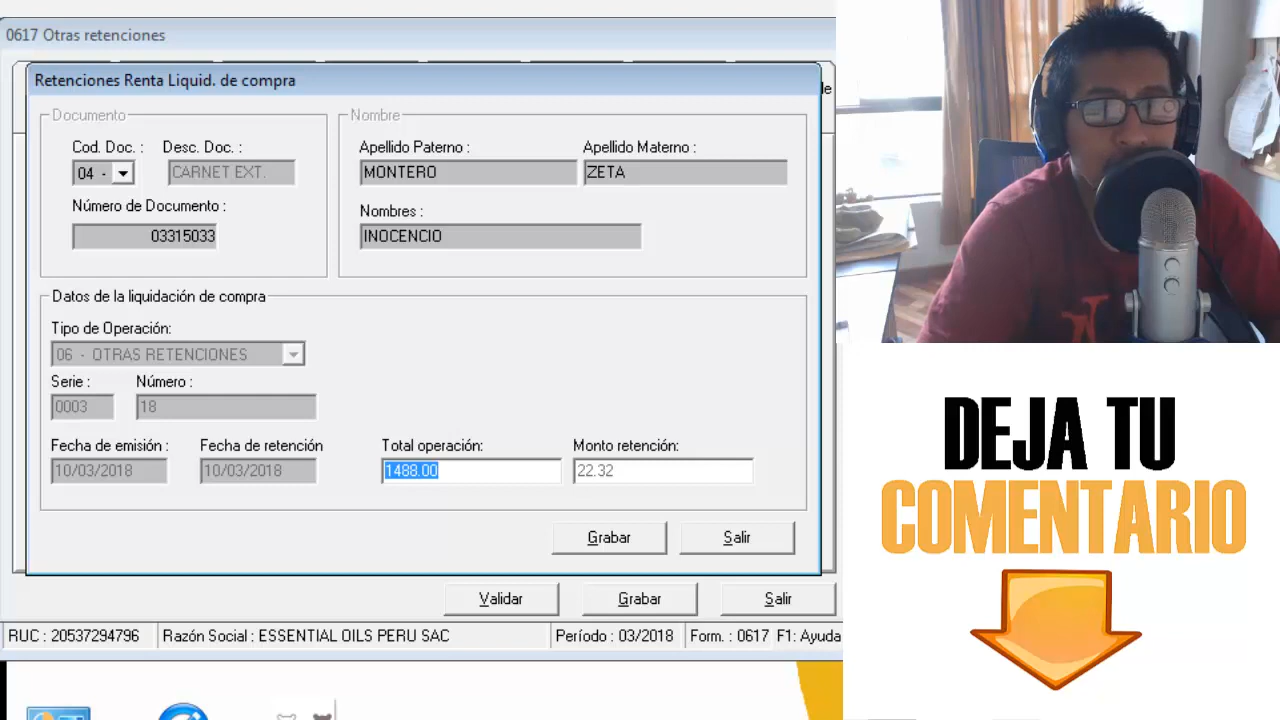 0617 Otras retenciones
Retenciones Renta Liquid. de compra
le
Documento
Nombre
Cod. Doc. :
Desc. Doc. :
Apellido Paterno :
Apellido Materno :
04 -
CARNET EXT.
MONTERO
ZETA
Número de Documento :
Nombres :
03315033
INOCENCIO
Datos de la liquidación de compra
Tipo de Operación:
06 - OTRAS RETENCIONES
Serie :
Número :
0003
18
Fecha de emisión :
Fecha de retención
Total operación:
Monto retención:
10/03/2018
10/03/2018
1488.00
22.32
Grabar
Salir
Validar
Grabar
Salir
RUC : 20537294796
Razón Social : ESSENTIAL OILS PERU SAC
Período : 03/2018
Form. : 0617
F1: Ayuda
DEJA TU
COMENTARIO